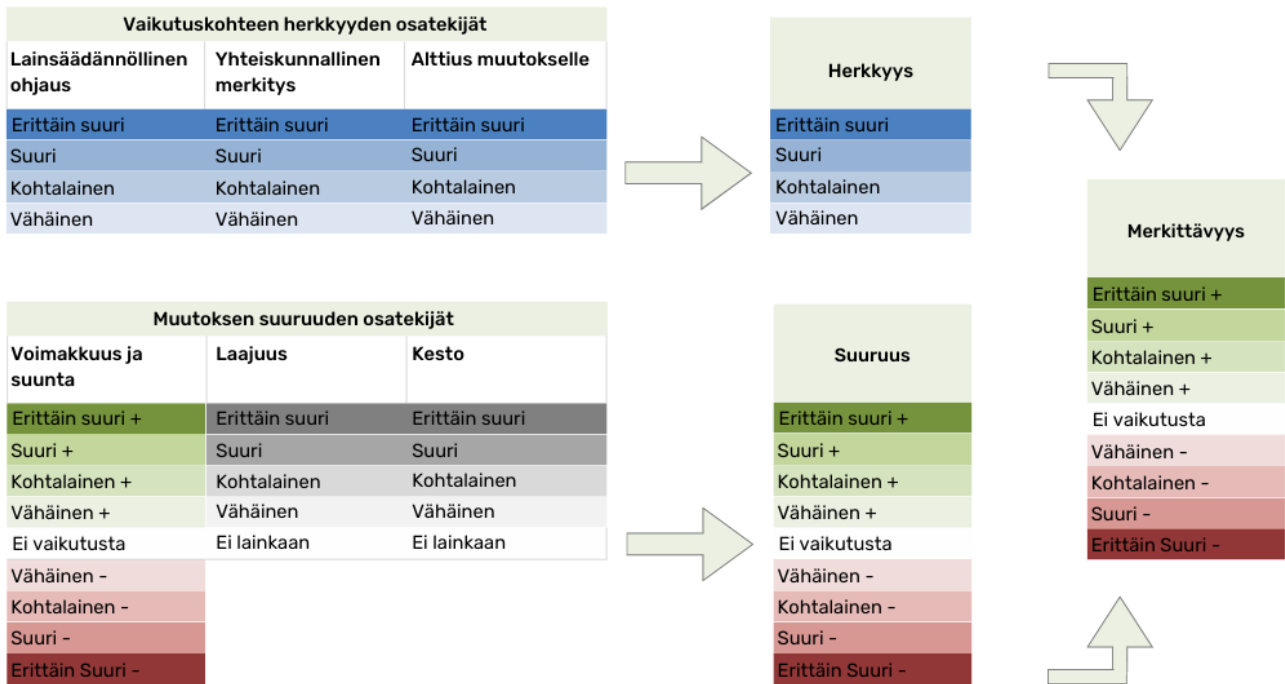 Vaikutuskohteen herkkyyden osatekijät
Lainsäädännöllinen ohjaus
Yhteiskunnallinen merkitys
Alttius muutokselle
Erittäin suuri Erittäin suuri Erittäin suuri
Suuri Suuri Suuri
Kohtalainen Kohtalainen Kohtalainen
Vähäinen Vähäinen Vähäinen
Herkkyys
Erittäin suuri
Suuri
Kohtalainen
Vähäinen
Muutoksen suuruuden osatekijät
Voimakkuus ja suunta
Laajuus
Kesto
Erittäin suuri + Erittäin suuri Erittäin suuri
Suuri + Suuri Suuri
Kohtalainen + Kohtalainen Kohtalainen
Vähäinen + Vähäinen Vähäinen
Ei vaikutusta Ei lainkaan Ei lainkaan
Vähäinen -
Kohtalainen -
Suuri -
Erittäin Suuri -
Suuruus
Erittäin suuri +
Suuri +
Kohtalainen +
Vähäinen +
Ei vaikutusta
Vähäinen -
Kohtalainen -
Suuri -
Erittäin Suuri -
Merkittävyys
Erittäin suuri +
Suuri +
Kohtalainen +
Vähäinen +
Ei vaikutusta
Vähäinen -
Kohtalainen -
Suuri -
Erittäin Suuri -